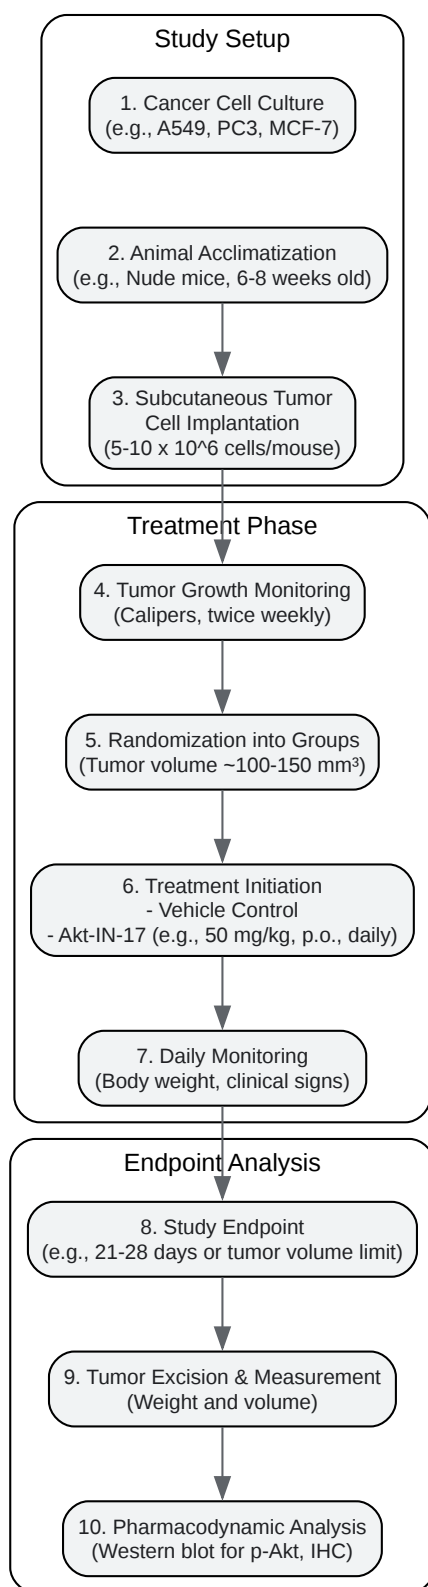 Study Setup
1. Cancer Cell Culture
(e.g., A549, PC3, MCF-7)
2. Animal Acclimatization
(e.g., Nude mice, 6-8 weeks old)
3. Subcutaneous Tumor
Cell Implantation
(5-10 x 10^6 cells/mouse)
Treatment Phase
4. Tumor Growth Monitoring
(Calipers, twice weekly)
5. Randomization into Groups
(Tumor volume ~100-150 mm³)
6. Treatment Initiation
- Vehicle Control
- Akt-IN-17 (e.g., 50 mg/kg, p.o., daily)
7. Daily Monitoring
(Body weight, clinical signs)
Endpoint Analysis
8. Study Endpoint
(e.g., 21-28 days or tumor volume limit)
9. Tumor Excision & Measurement
(Weight and volume)
10. Pharmacodynamic Analysis
(Western blot for p-Akt, IHC)